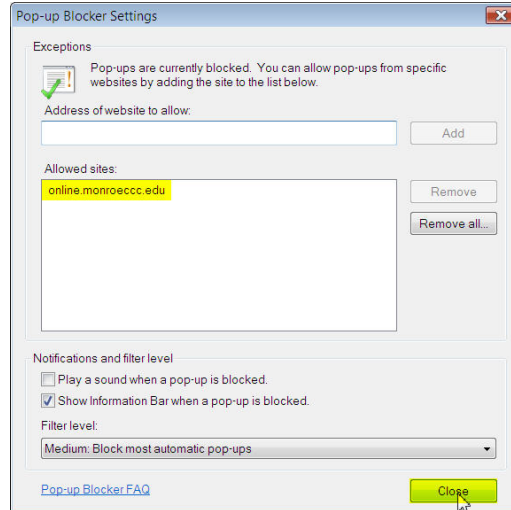 Pop-up Blocker Settings
Exceptions
Pop-ups are currently blocked. You can allow pop-ups from specific
websites by adding the site to the list below.
Address of website to allow:
Add
Allowed sites:
online.monroeccc.edu
Remove
Remove all...
Notifications and filter level
Play a sound when a pop-up is blocked.
Show Information Bar when a pop-up is blocked.
Filter level:
Medium: Block most automatic pop-ups
Pop-up Blocker FAQ
Close